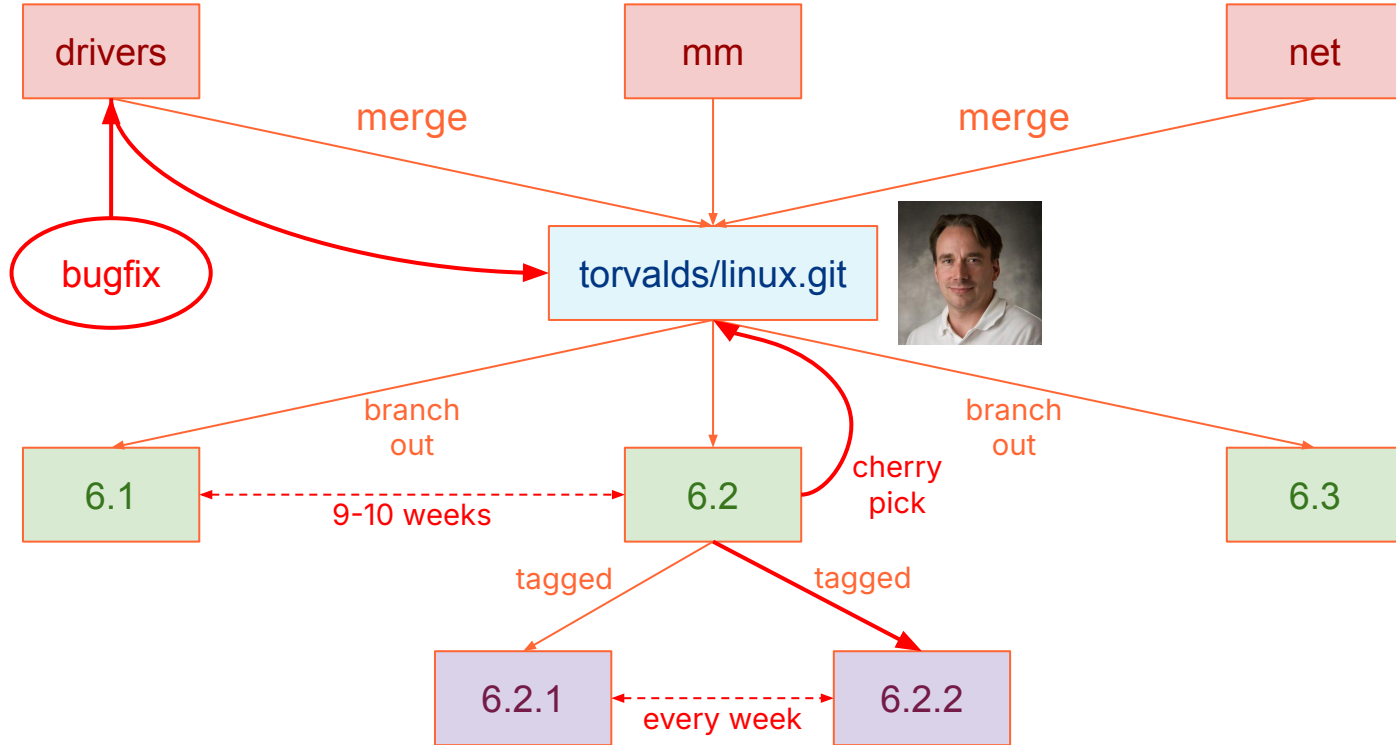 drivers
mm
net
merge
merge
bugfix
torvalds/linux.git
branch
out
branch
out
6.1
6.2
6.3
cherry
pick
9-10 weeks
tagged
tagged
6.2.1
6.2.2
every week